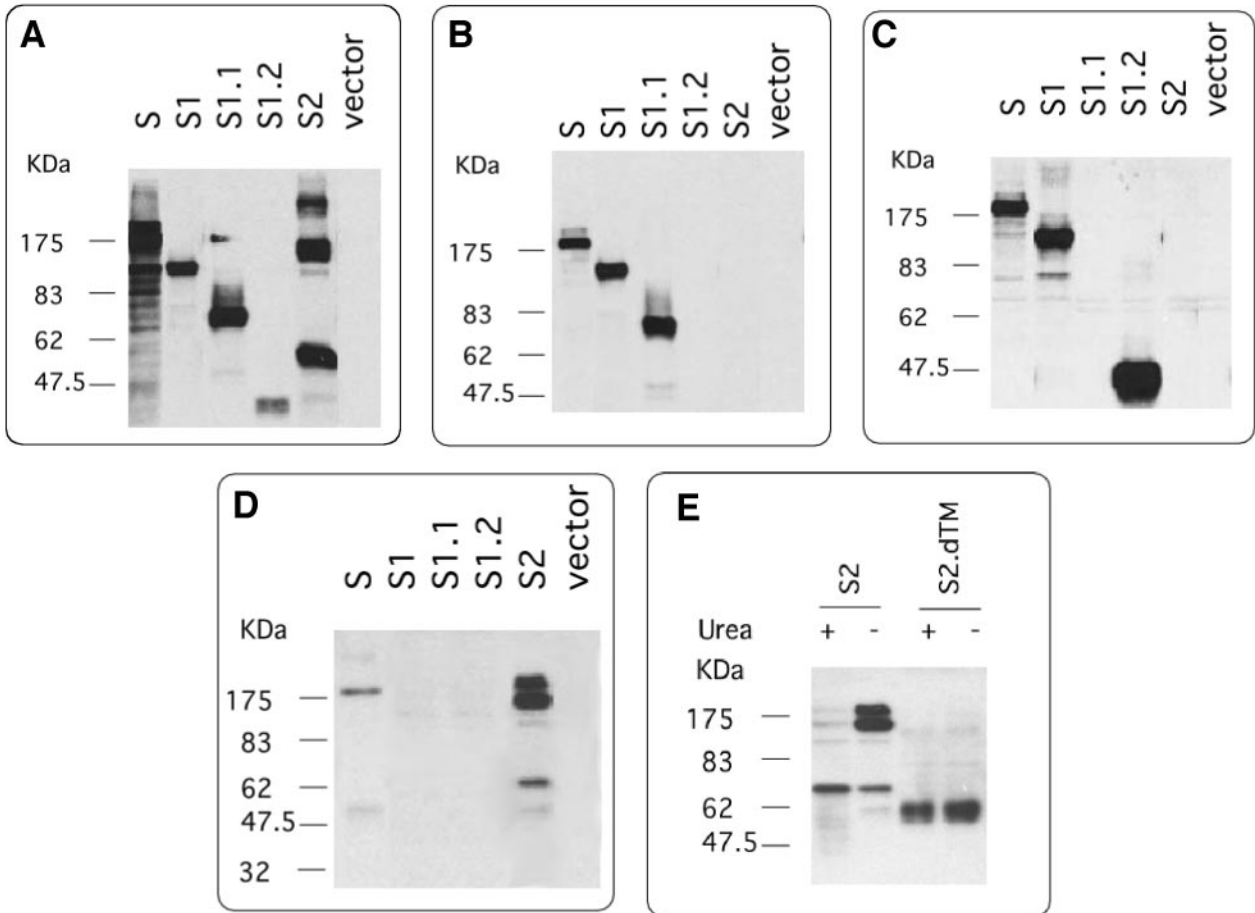 A
S
S1
S1.1
S1.2
S2
vector
KDa
175
83
62
47.5
B
S
S1
S1.1
S1.2
S2
vector
KDa
175
83
62
47.5
C
S
S1
S1.1
S1.2
S2
vector
KDa
175
83
62
47.5
D
S
S1
S1.1
S1.2
S2
vector
KDa
175
83
62
47.5
32
E
S2
S2.dTM
Urea + - + -
KDa
175
83
62
47.5